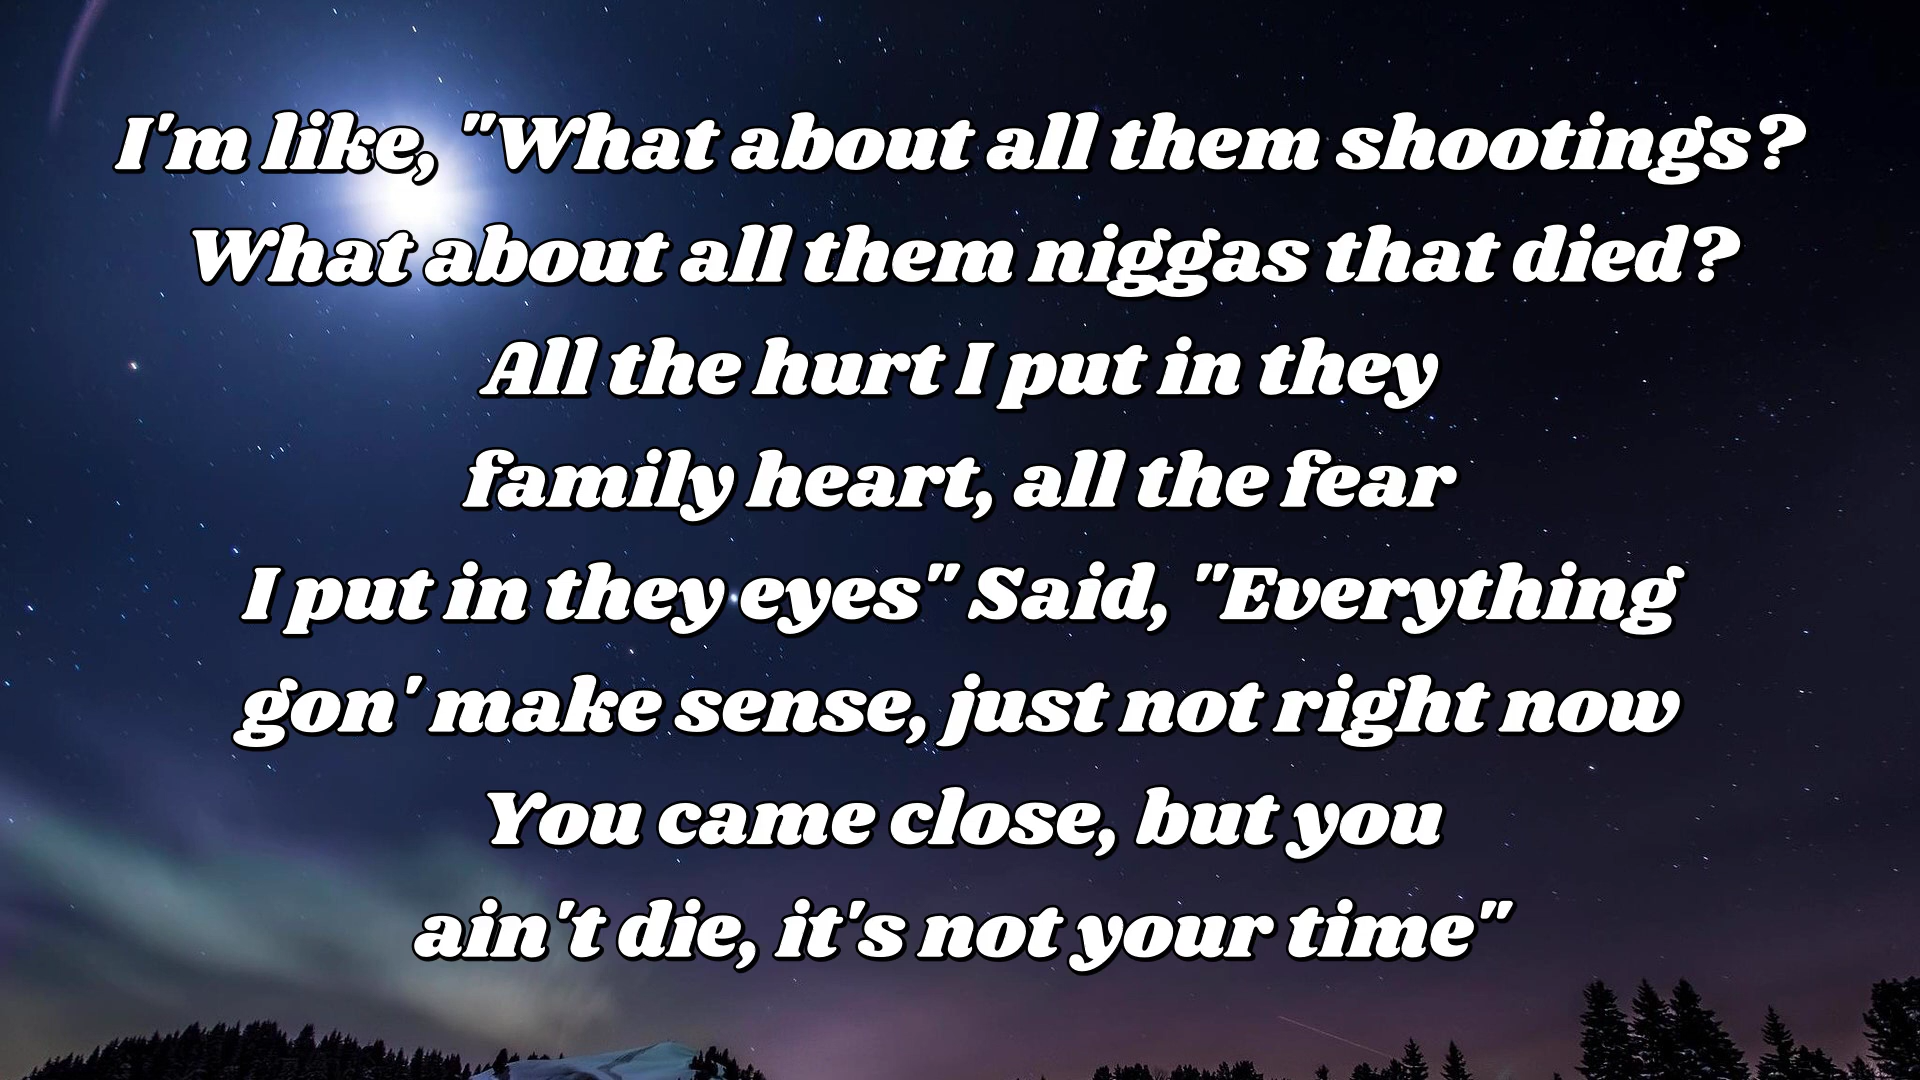 I'm like, "What about all them shootings?
What about all them niggas that died?
All the hurt I put in they
family heart, all the fear
I put in they eyes" Said, "Everything
gon' make sense, just not right now
You came close, but you
ain't die, it's not your time"